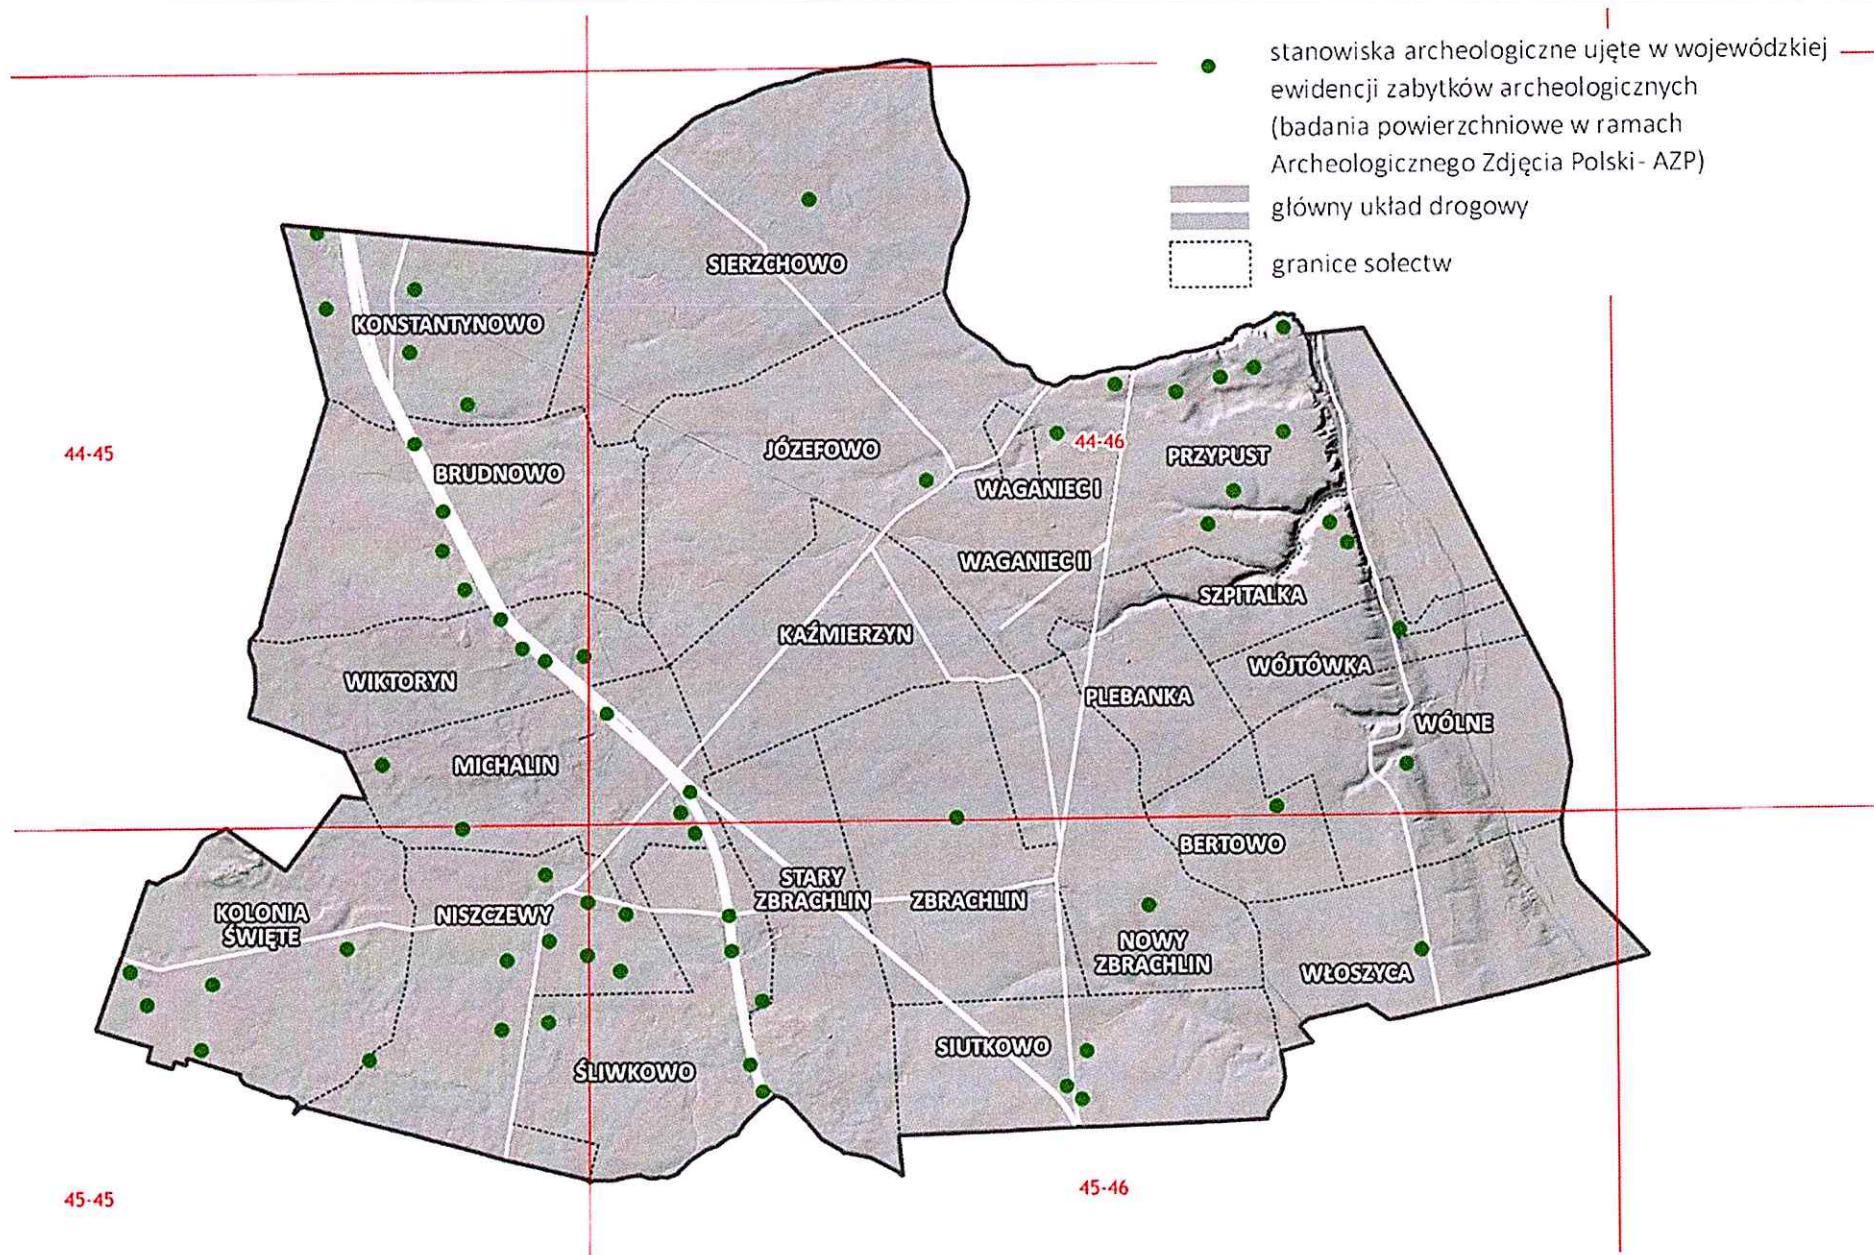 stanowiska archeologiczne ujęte w wojewódzkiej
ewidencji zabytków archeologicznych
(badania powierzchniowe w ramach
Archeologicznego Zdjęcia Polski - AZP)
główny układ drogowy
granice sołectw
SIERZCHOWO
KONSTANTYNOWO
44-45
BRUDNOWO
JÓZEFOWO
44-46
PRZYPUST
WAGANIEC I
WAGANIEC II
SZPITALKA
KAŹMIERZYN
WÓJTÓWKA
WIKTORYN
PLEBANKA
WÓLNE
MICHALIN
BERTOWO
STARY
ZBRACHLIN
ZBRACHLIN
KOLONIA
ŚWIĘTE
NISZCZEWY
NOWY
ZBRACHLIN
WŁOSZYCA
SIUTKOWO
ŚLIWKOWO
45-45
45-46